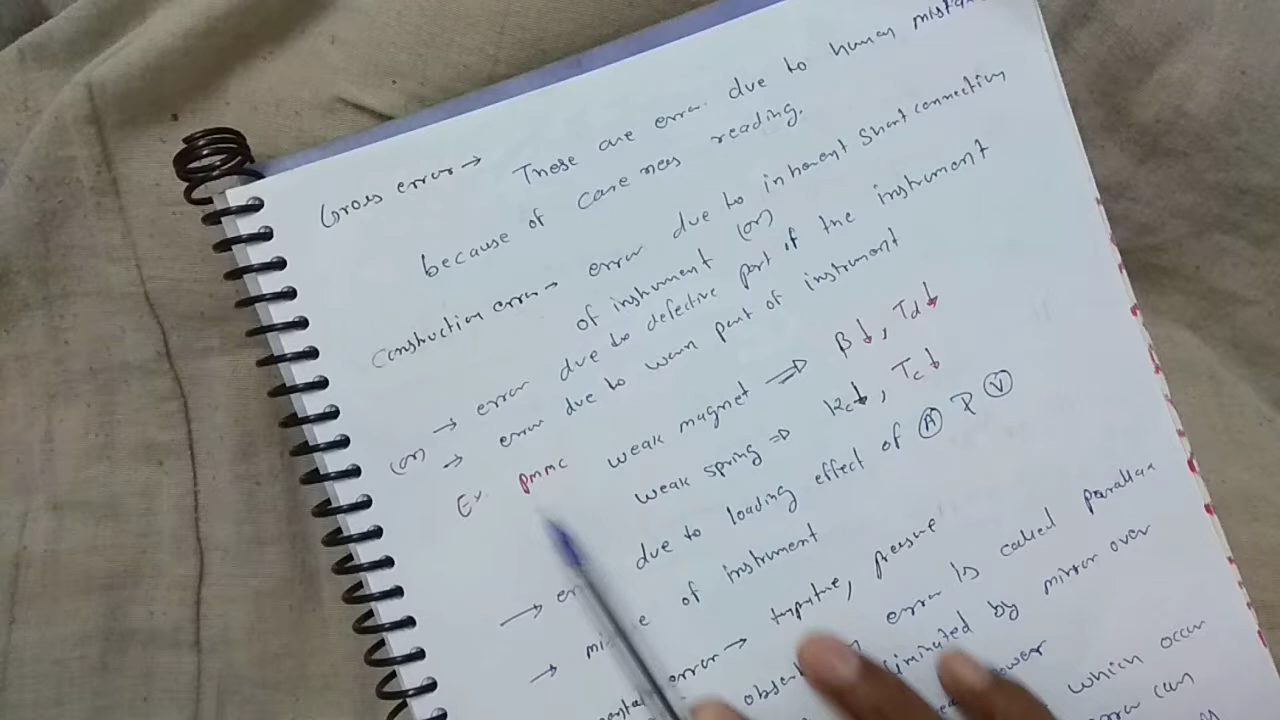 Gross error → These are error due to human
because of careness reading.
Construction error → error due to inherent short connection
of instrument (or)
(or) → error due to defective part of the instrument
→ error due to worn part of instrument
Ex. PMMC weak magnet ⇒ B↓, Td↓
weak spring ⇒ Kc↓, Tc↓
→ due to loading effect of (A) P (V)
→ of instrument
error → pressure
error is called parallax
by mirror over
which occur
can